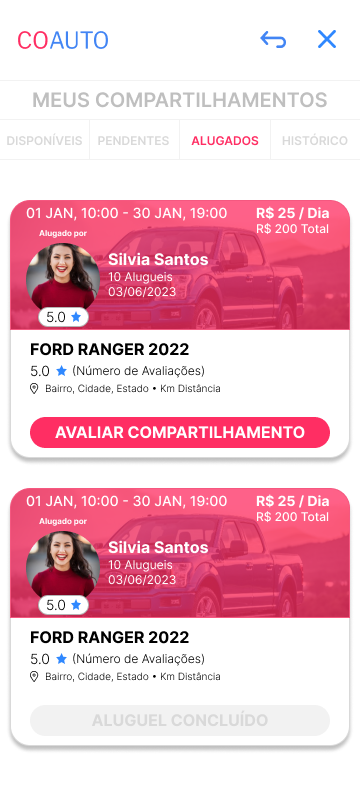 COAUTO
MEUS COMPARTILHAMENTOS
DISPONÍVEIS
PENDENTES
ALUGADOS
HISTÓRICO
01 JAN, 10:00 - 30 JAN, 19:00
R$ 25 / Dia
R$ 200 Total
Alugado por
Silvia Santos
10 Alugueis
03/06/2023
5.0
FORD RANGER 2022
5.0 (Número de Avaliações)
Bairro, Cidade, Estado • Km Distância
AVALIAR COMPARTILHAMENTO
01 JAN, 10:00 - 30 JAN, 19:00
R$ 25 / Dia
R$ 200 Total
Alugado por
Silvia Santos
10 Alugueis
03/06/2023
5.0
FORD RANGER 2022
5.0 (Número de Avaliações)
Bairro, Cidade, Estado • Km Distância
ALUGUEL CONCLUÍDO